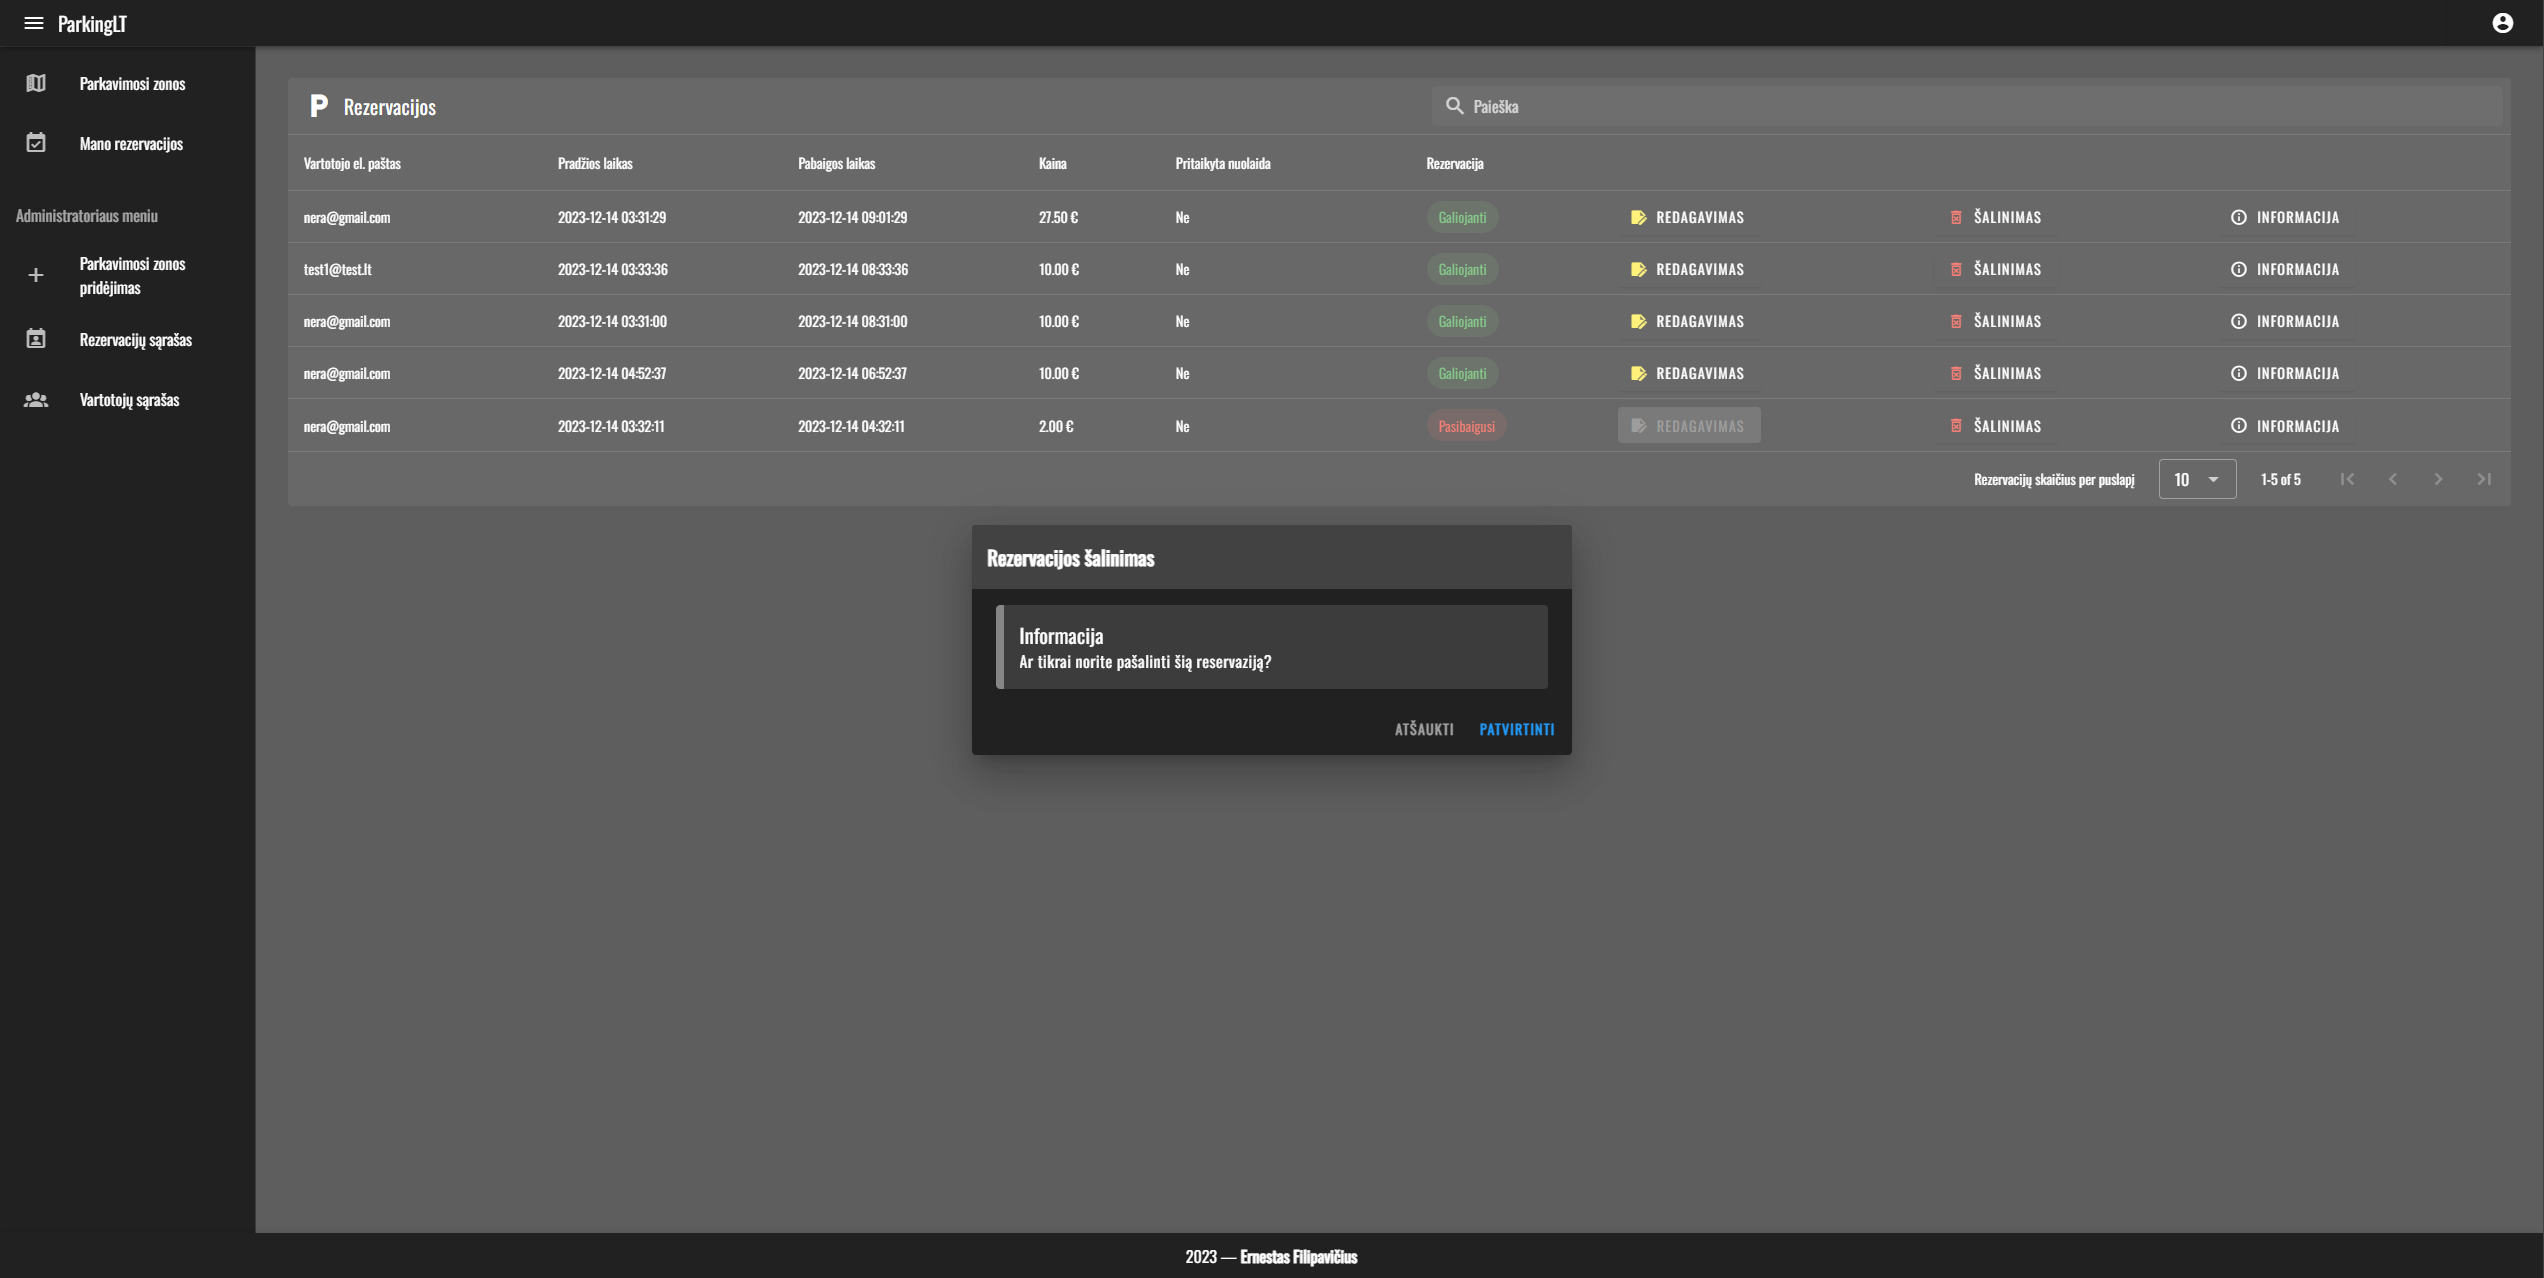 ParkingLT
Parkavimosi zonos
Mano rezervacijos
Administratoriaus meniu
Parkavimosi zonos
pridėjimas
Rezervacijų sąrašas
Vartotojų sąrašas
Rezervacijos
Paieška
Vartotojo el. paštas Pradžios laikas Pabaigos laikas Kaina Pritaikyta nuolaida Rezervacija
nera@gmail.com 2023-12-14 03:31:29 2023-12-14 09:01:29 27.50 € Ne Galiojanti REDAGAVIMAS ŠALINIMAS INFORMACIJA
test1@test.lt 2023-12-14 03:33:36 2023-12-14 08:33:36 10.00 € Ne Galiojanti REDAGAVIMAS ŠALINIMAS INFORMACIJA
nera@gmail.com 2023-12-14 03:31:00 2023-12-14 08:31:00 10.00 € Ne Galiojanti REDAGAVIMAS ŠALINIMAS INFORMACIJA
nera@gmail.com 2023-12-14 04:52:37 2023-12-14 06:52:37 10.00 € Ne Galiojanti REDAGAVIMAS ŠALINIMAS INFORMACIJA
nera@gmail.com 2023-12-14 03:32:11 2023-12-14 04:32:11 2.00 € Ne Pasibaigusi REDAGAVIMAS ŠALINIMAS INFORMACIJA
Rezervacijų skaičius per puslapį 10 1-5 of 5
Rezervacijos šalinimas
Informacija
Ar tikrai norite pašalinti šią reservaziją?
ATŠAUKTI PATVIRTINTI
2023 — Ernestas Filipavičius